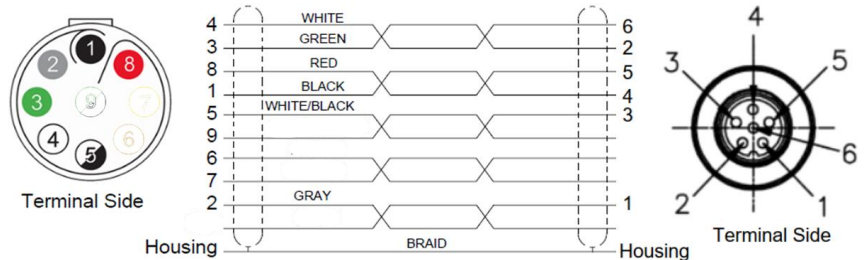 4 WHITE 6
3 GREEN 2
8 RED 5
1 BLACK 4
5 WHITE/BLACK 3
9
6
7
2 GRAY 1
Housing BRAID Housing
1
2
8
3
9
7
4
6
5
Terminal Side
4
3
5
6
2
1
Terminal Side